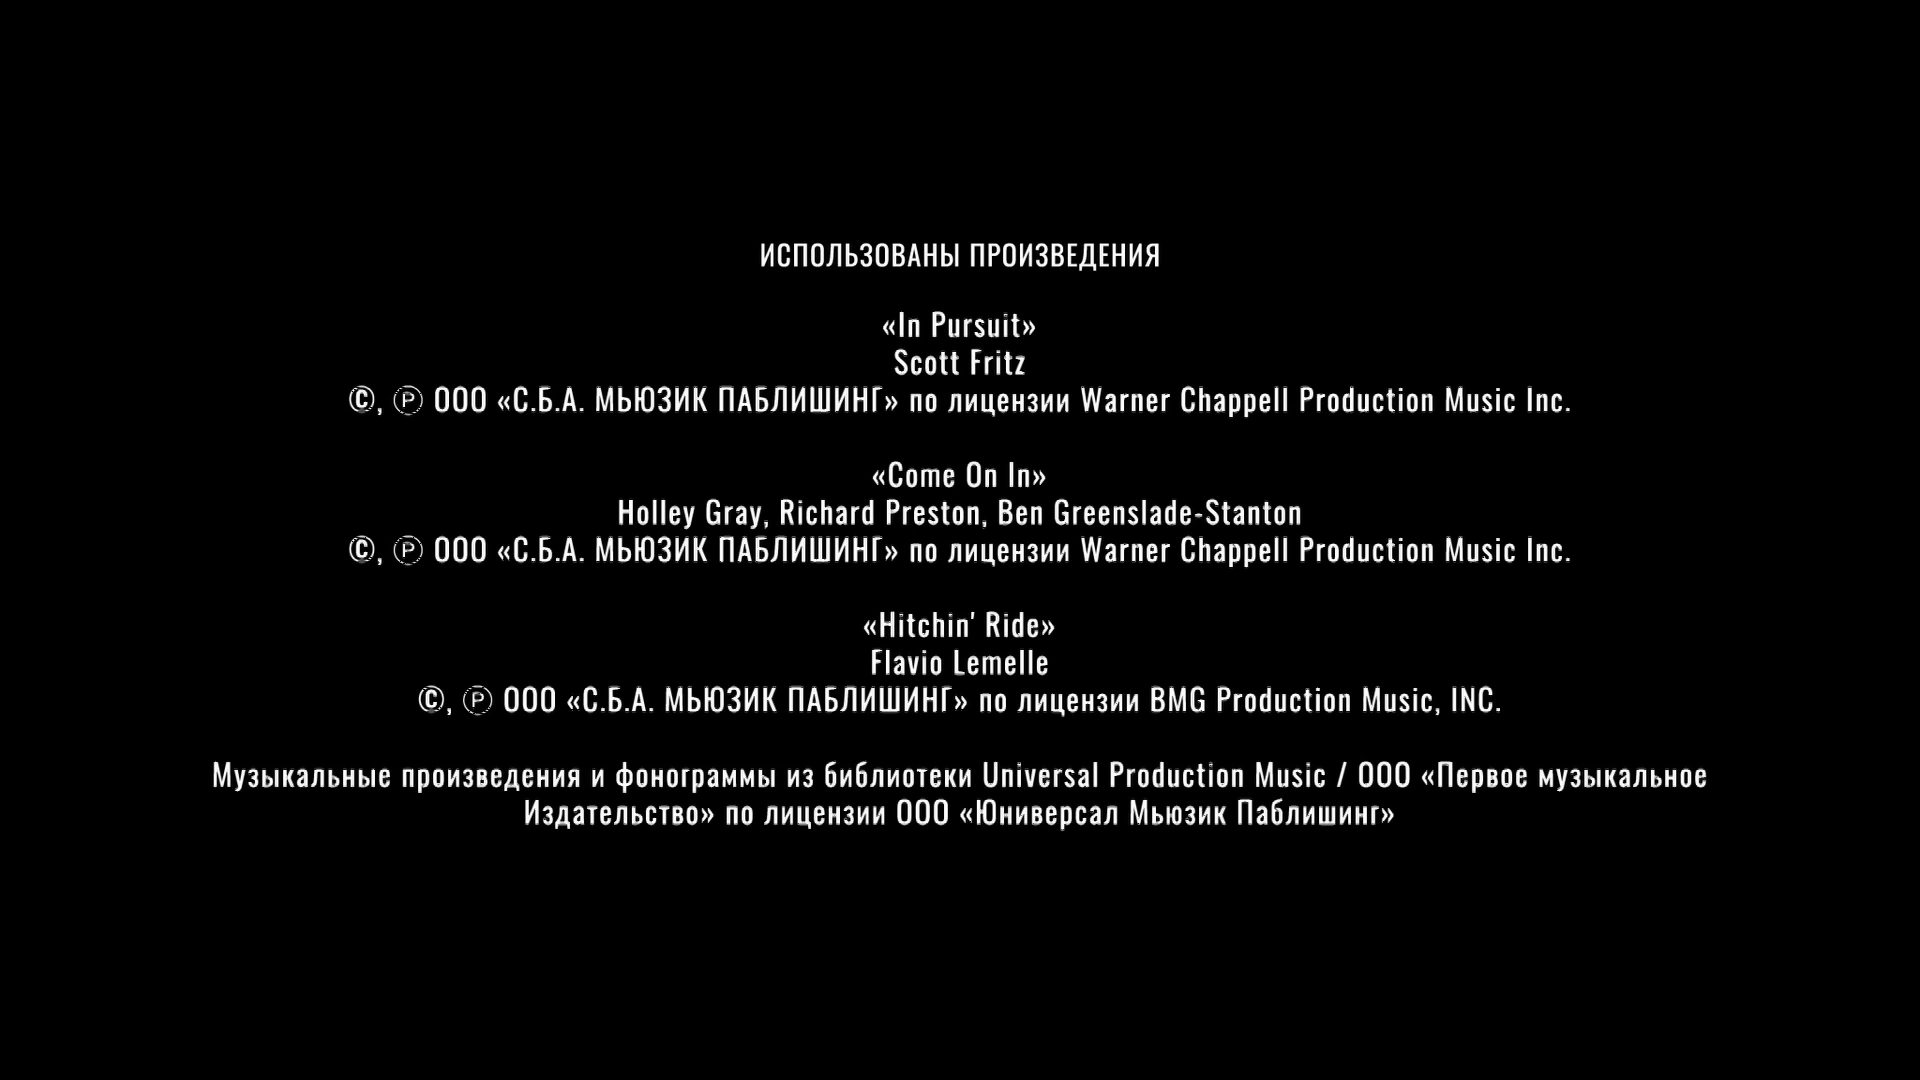 ИСПОЛЬЗОВАНЫ ПРОИЗВЕДЕНИЯ
«In Pursuit»
Scott Fritz
©, Ⓟ ООО «С.Б.А. МЬЮЗИК ПАБЛИШИНГ» по лицензии Warner Chappell Production Music Inc.
«Come On In»
Holley Gray, Richard Preston, Ben Greenslade-Stanton
©, Ⓟ ООО «С.Б.А. МЬЮЗИК ПАБЛИШИНГ» по лицензии Warner Chappell Production Music Inc.
«Hitchin' Ride»
Flavio Lemelle
©, Ⓟ ООО «С.Б.А. МЬЮЗИК ПАБЛИШИНГ» по лицензии BMG Production Music, INC.
Музыкальные произведения и фонограммы из библиотеки Universal Production Music / ООО «Первое музыкальное
Издательство» по лицензии ООО «Юниверсал Мьюзик Паблишинг»